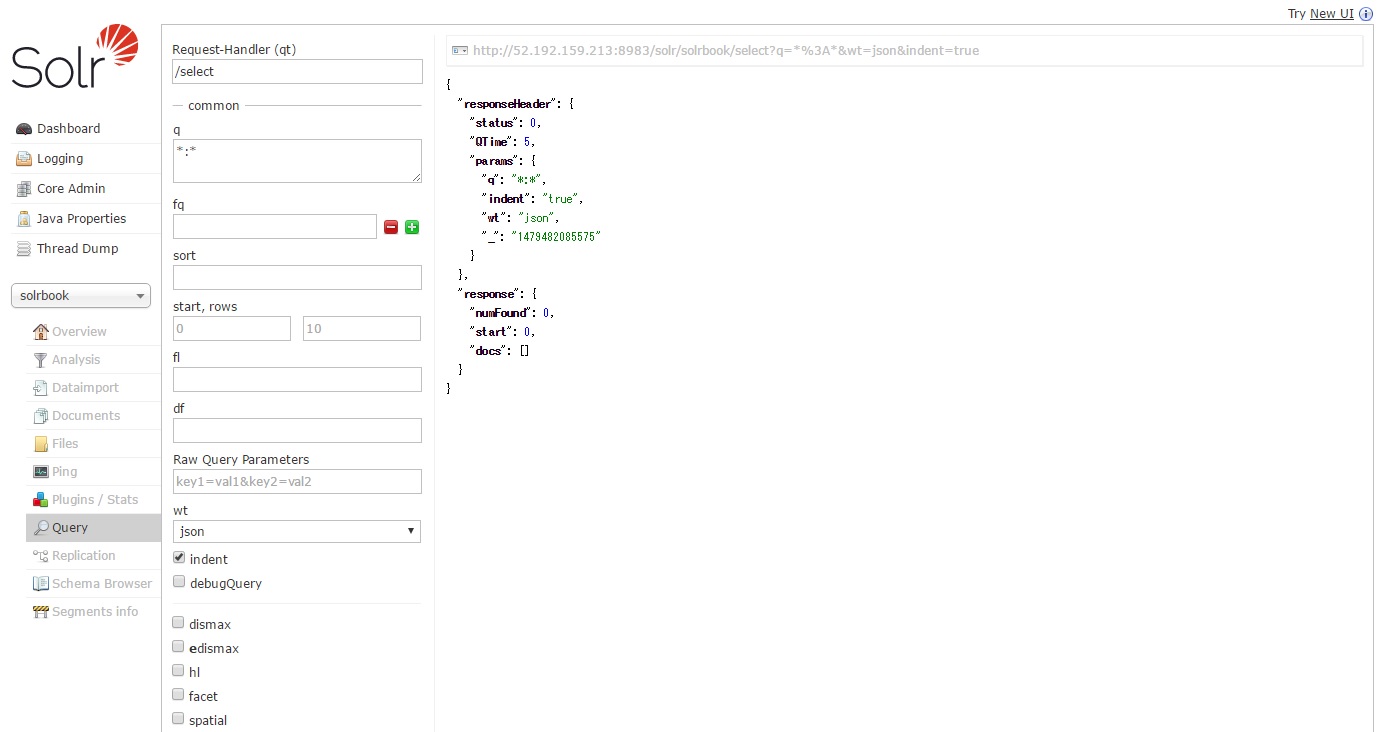 Try New UI
Solr
Dashboard
Logging
Core Admin
Java Properties
Thread Dump
solrbook
Overview
Analysis
Dataimport
Documents
Files
Ping
Plugins / Stats
Query
Replication
Schema Browser
Segments info
Request-Handler (qt)
/select
common
q
*:*
fq
sort
start, rows
0 10
fl
df
Raw Query Parameters
key1=val1&key2=val2
wt
json
indent
debugQuery
dismax
edismax
hl
facet
spatial
http://52.192.159.213:8983/solr/solrbook/select?q=*%3A*&wt=json&indent=true
{
"responseHeader": {
"status": 0,
"QTime": 5,
"params": {
"q": "*:*",
"indent": "true",
"wt": "json",
"_": "1479482085575"
}
},
"response": {
"numFound": 0,
"start": 0,
"docs": []
}
}